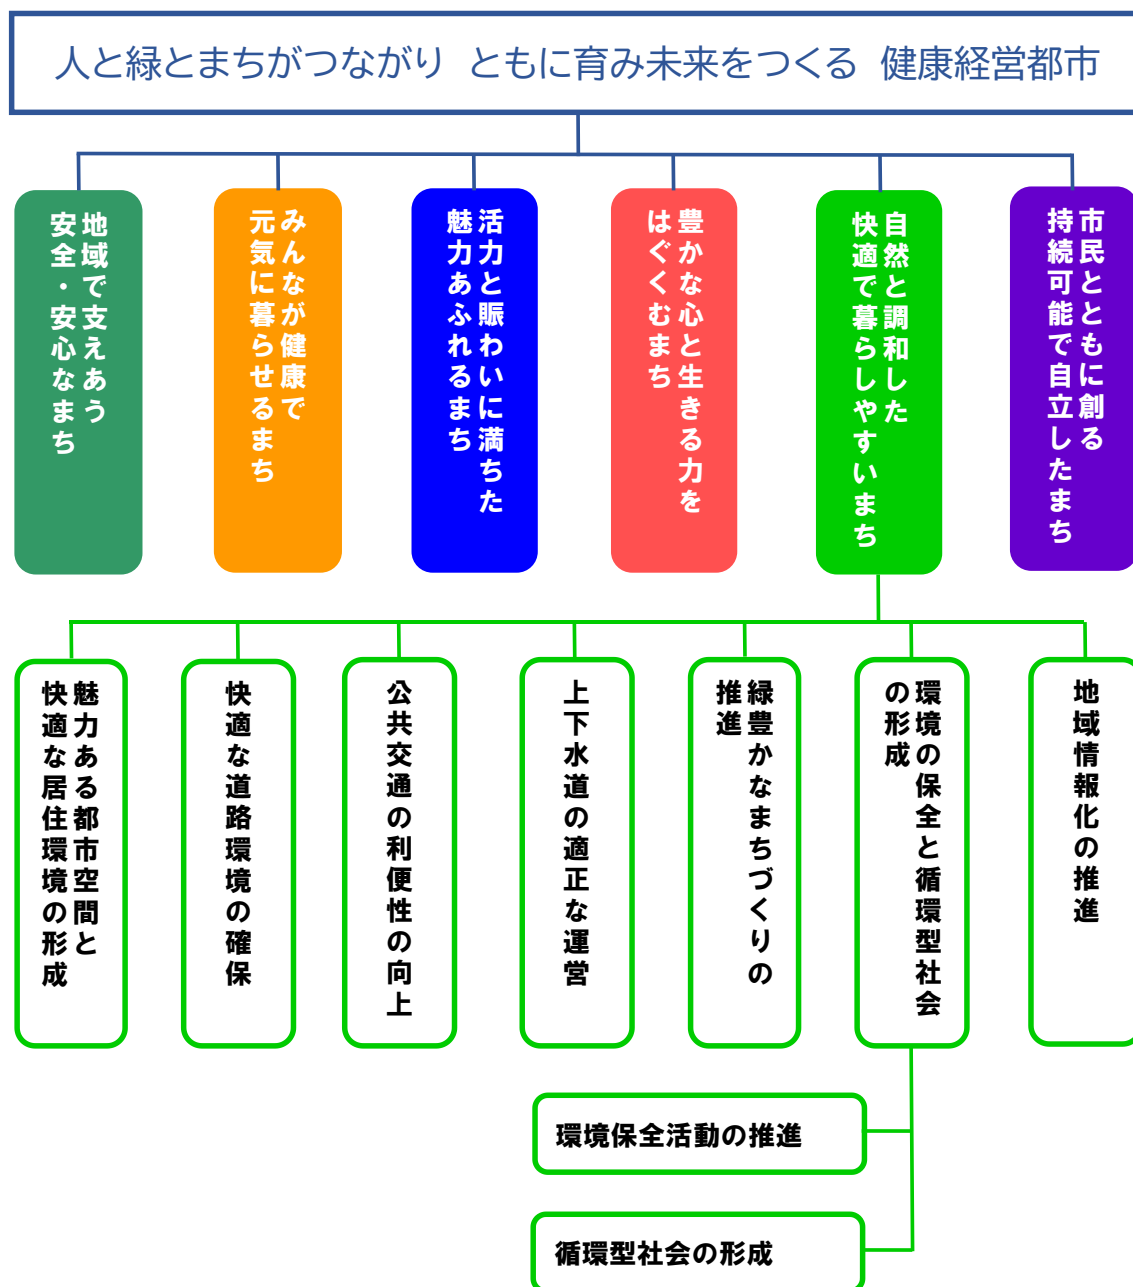 人と緑とまちがつながり ともに育み未来をつくる 健康経営都市
地域で支えあう
安全・安心なまち
みんなが健康で
元気に暮らせるまち
活力と賑わいに満ちた
魅力あふれるまち
豊かな心と生きる力を
はぐくむまち
自然と調和した
快適で暮らしやすいまち
市民とともに創る
持続可能で自立したまち
魅力ある都市空間と
快適な居住環境の形成
快適な道路環境の確保
公共交通の利便性の向上
上下水道の適正な運営
緑豊かなまちづくりの
推進
環境の保全と循環型社会
の形成
地域情報化の推進
環境保全活動の推進
循環型社会の形成